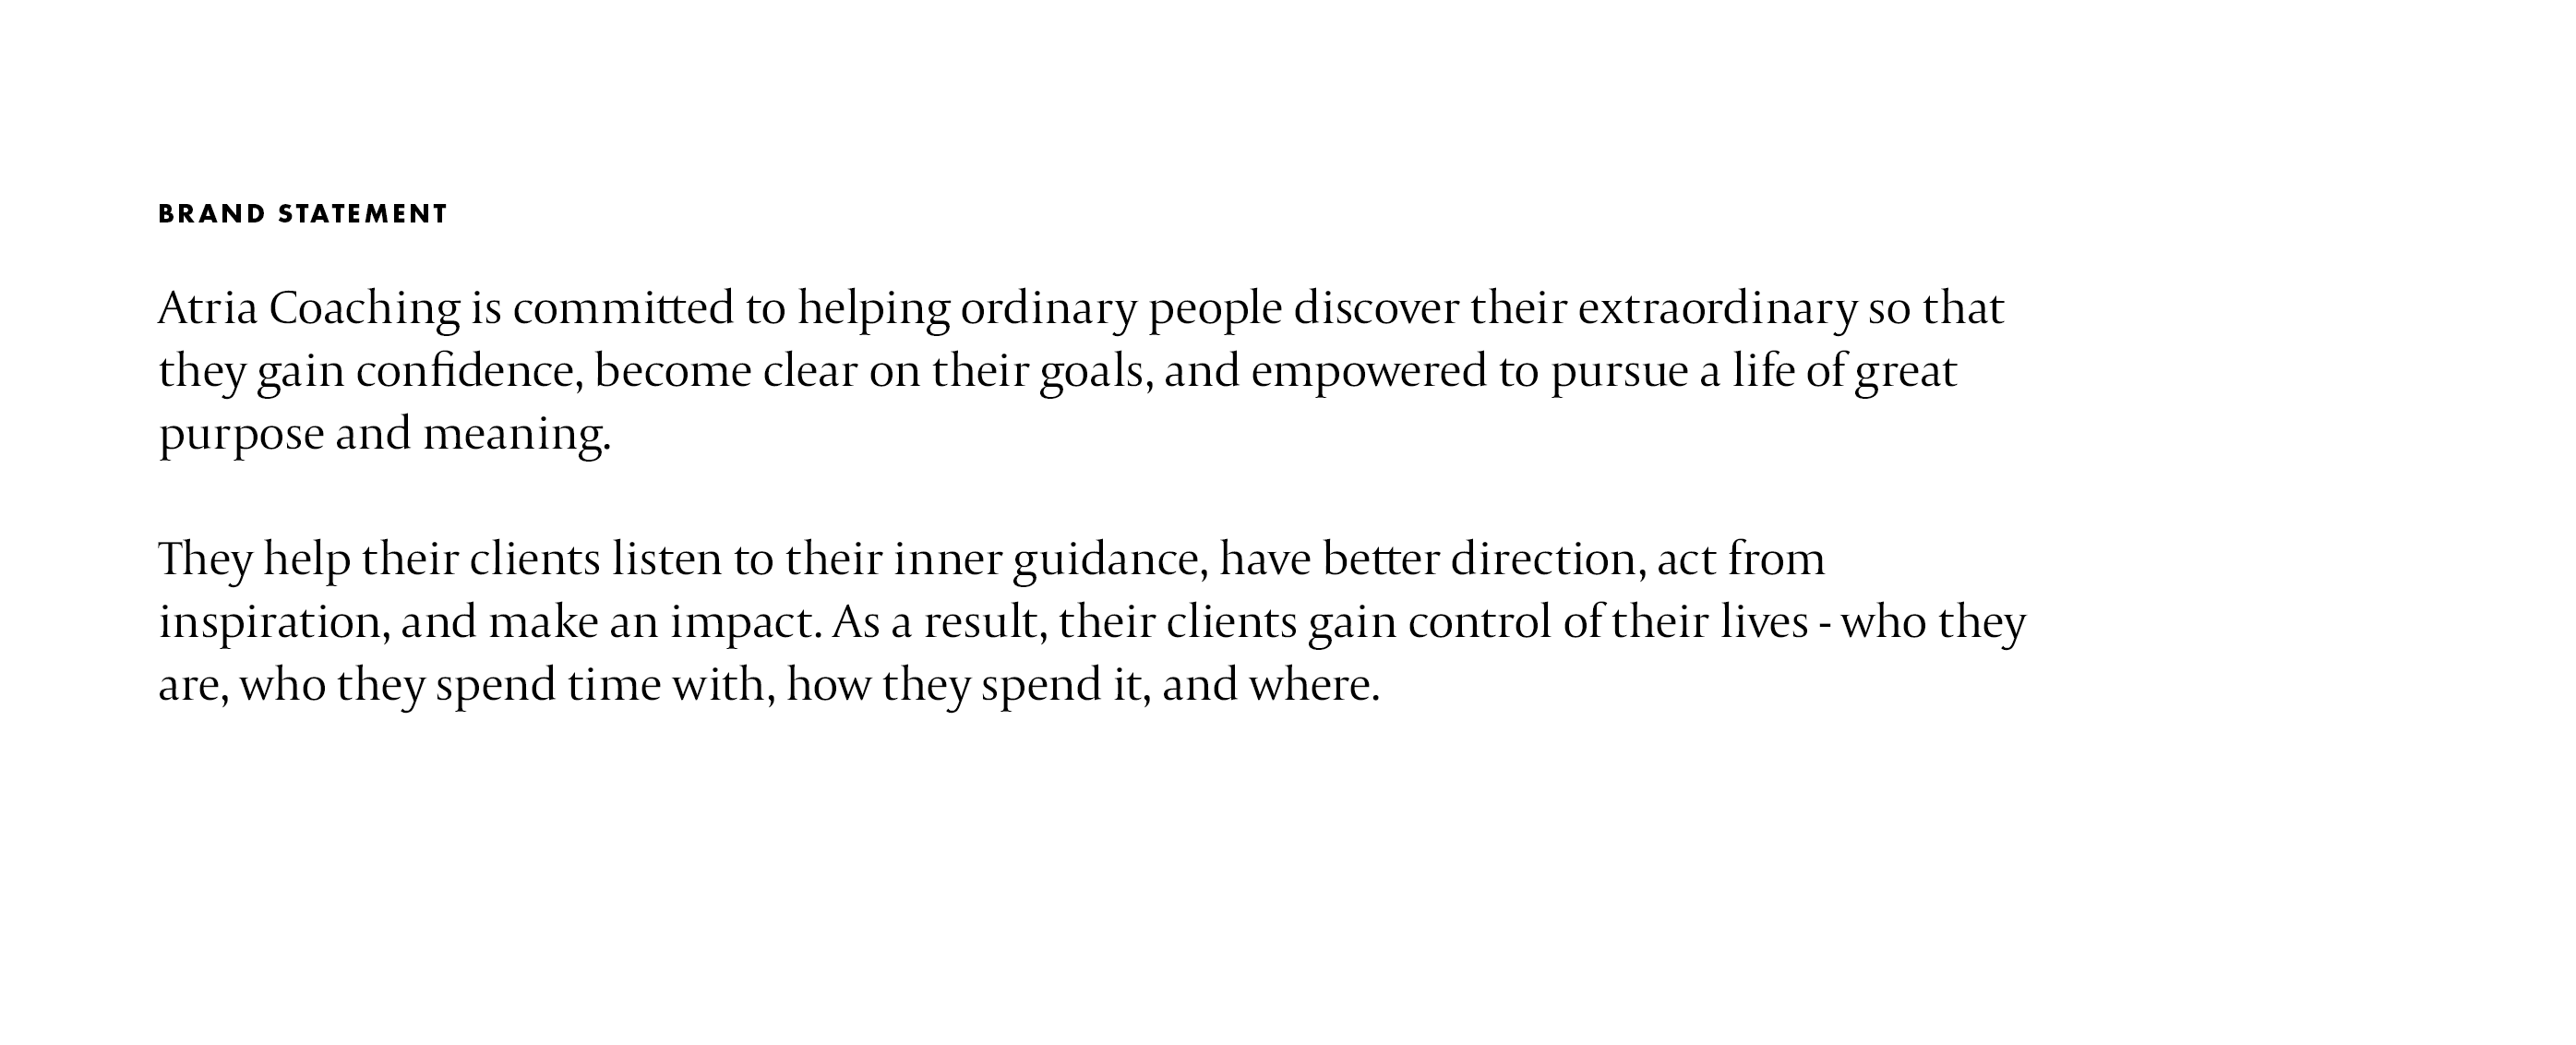 BRAND STATEMENT
Atria Coaching is committed to helping ordinary people discover their extraordinary so that
they gain confidence, become clear on their goals, and empowered to pursue a life of great
purpose and meaning.
They help their clients listen to their inner guidance, have better direction, act from
inspiration, and make an impact. As a result, their clients gain control of their lives - who they
are, who they spend time with, how they spend it, and where.